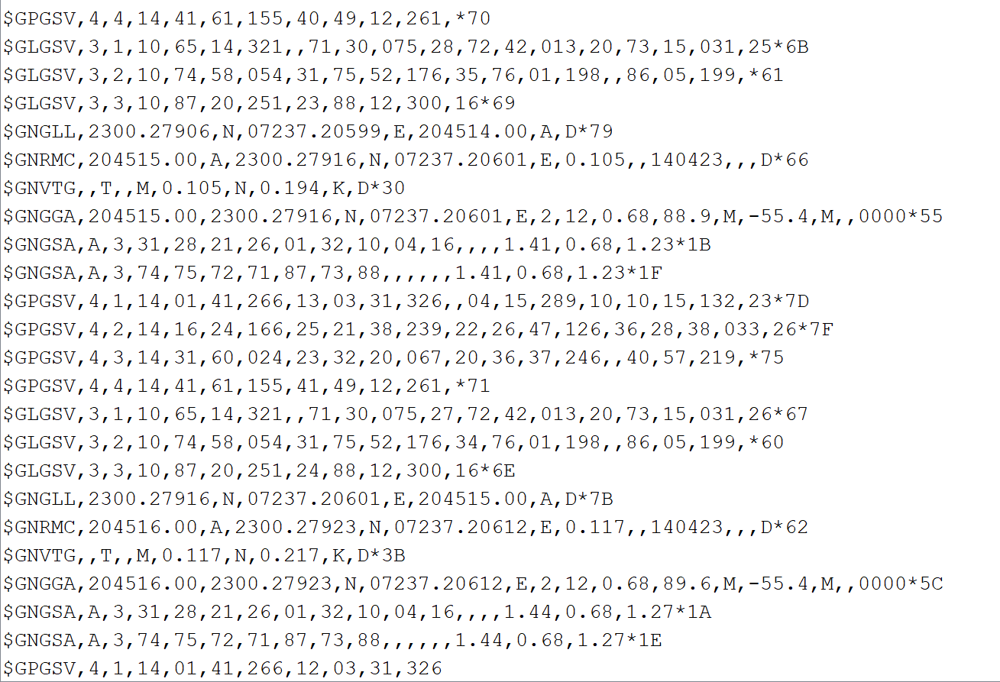 $GPGSV,4,4,14,41,61,155,40,49,12,261,*70
$GLGSV,3,1,10,65,14,321,,71,30,075,28,72,42,013,20,73,15,031,25*6B
$GLGSV,3,2,10,74,58,054,31,75,52,176,35,76,01,198,,86,05,199,*61
$GLGSV,3,3,10,87,20,251,23,88,12,300,16*69
$GNGLL,2300.27906,N,07237.20599,E,204514.00,A,D*79
$GNRMC,204515.00,A,2300.27916,N,07237.20601,E,0.105,,140423,,,D*66
$GNVTG,,T,,M,0.105,N,0.194,K,D*30
$GNGGA,204515.00,2300.27916,N,07237.20601,E,2,12,0.68,88.9,M,-55.4,M,,0000*55
$GNGSA,A,3,31,28,21,26,01,32,10,04,16,,,,1.41,0.68,1.23*1B
$GNGSA,A,3,74,75,72,71,87,73,88,,,,,,1.41,0.68,1.23*1F
$GPGSV,4,1,14,01,41,266,13,03,31,326,,04,15,289,10,10,15,132,23*7D
$GPGSV,4,2,14,16,24,166,25,21,38,239,22,26,47,126,36,28,38,033,26*7F
$GPGSV,4,3,14,31,60,024,23,32,20,067,20,36,37,246,,40,57,219,*75
$GPGSV,4,4,14,41,61,155,41,49,12,261,*71
$GLGSV,3,1,10,65,14,321,,71,30,075,27,72,42,013,20,73,15,031,26*67
$GLGSV,3,2,10,74,58,054,31,75,52,176,34,76,01,198,,86,05,199,*60
$GLGSV,3,3,10,87,20,251,24,88,12,300,16*6E
$GNGLL,2300.27916,N,07237.20601,E,204515.00,A,D*7B
$GNRMC,204516.00,A,2300.27923,N,07237.20612,E,0.117,,140423,,,D*62
$GNVTG,,T,,M,0.117,N,0.217,K,D*3B
$GNGGA,204516.00,2300.27923,N,07237.20612,E,2,12,0.68,89.6,M,-55.4,M,,0000*5C
$GNGSA,A,3,31,28,21,26,01,32,10,04,16,,,,1.44,0.68,1.27*1A
$GNGSA,A,3,74,75,72,71,87,73,88,,,,,,1.44,0.68,1.27*1E
$GPGSV,4,1,14,01,41,266,12,03,31,326